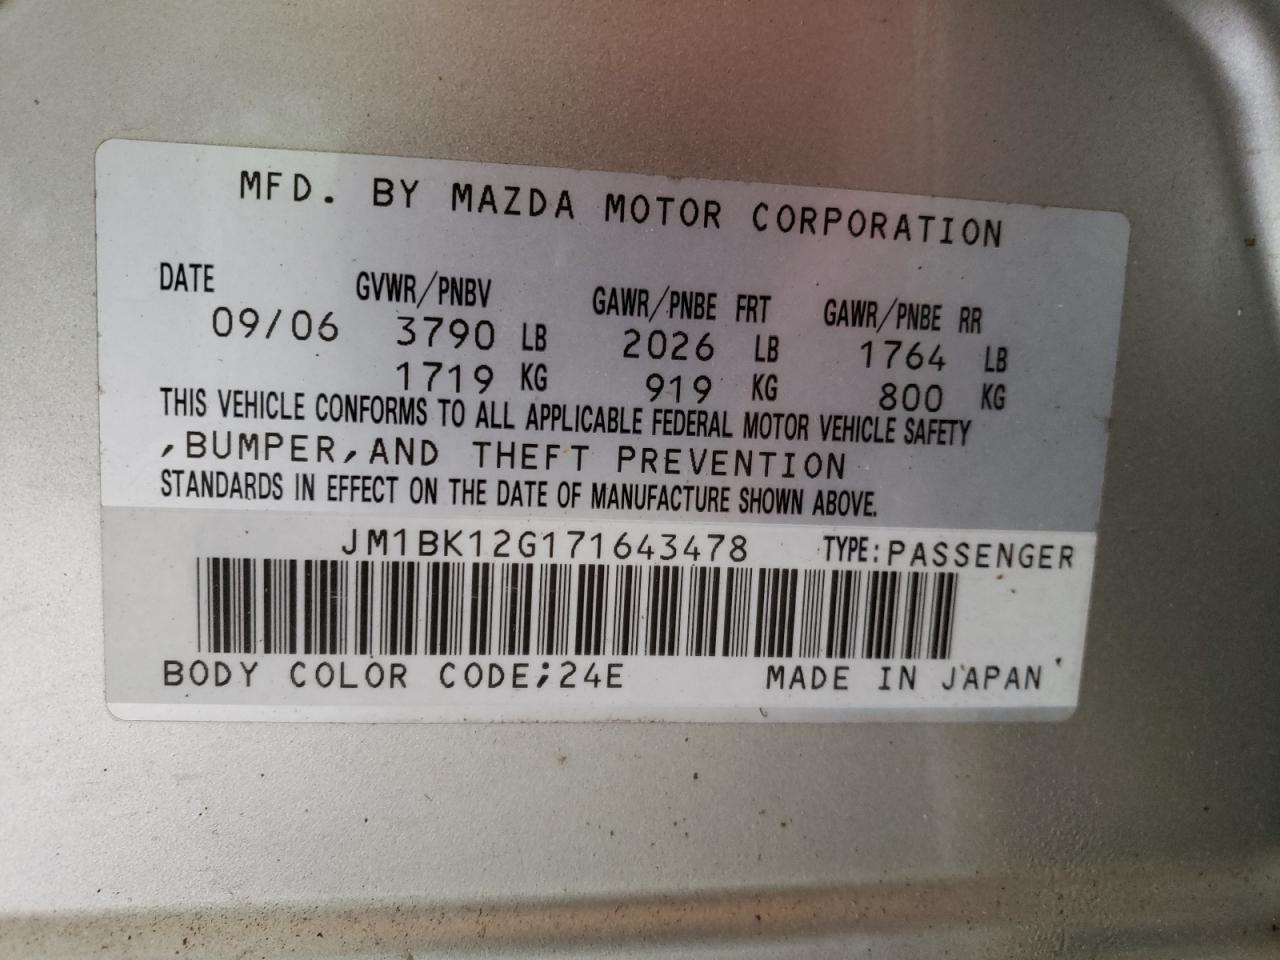 MFD. BY MAZDA MOTOR CORPORATION
DATE GVWR/PNBV GAWR/PNBE FRT GAWR/PNBE RR
09/06 3790 LB 2026 LB 1764 LB
1719 KG 919 KG 800 KG
THIS VEHICLE CONFORMS TO ALL APPLICABLE FEDERAL MOTOR VEHICLE SAFETY
,BUMPER,AND THEFT PREVENTION
STANDARDS IN EFFECT ON THE DATE OF MANUFACTURE SHOWN ABOVE.
JM1BK12G171643478 TYPE:PASSENGER
BODY COLOR CODE;24E MADE IN JAPAN